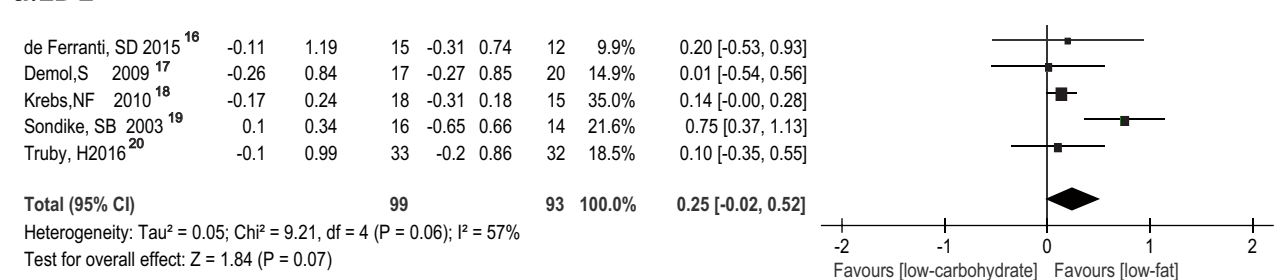 de Ferranti, SD 2015 16 -0.11 1.19 15 -0.31 0.74 12 9.9% 0.20 [-0.53, 0.93]
Demol,S 2009 17 -0.26 0.84 17 -0.27 0.85 20 14.9% 0.01 [-0.54, 0.56]
Krebs,NF 2010 18 -0.17 0.24 18 -0.31 0.18 15 35.0% 0.14 [-0.00, 0.28]
Sondike, SB 2003 19 0.1 0.34 16 -0.65 0.66 14 21.6% 0.75 [0.37, 1.13]
Truby, H2016 20 -0.1 0.99 33 -0.2 0.86 32 18.5% 0.10 [-0.35, 0.55]
Total (95% CI) 99 93 100.0% 0.25 [-0.02, 0.52]
Heterogeneity: Tau² = 0.05; Chi² = 9.21, df = 4 (P = 0.06); I² = 57%
Test for overall effect: Z = 1.84 (P = 0.07)
-2 -1 0 1 2
Favours [low-carbohydrate] Favours [low-fat]